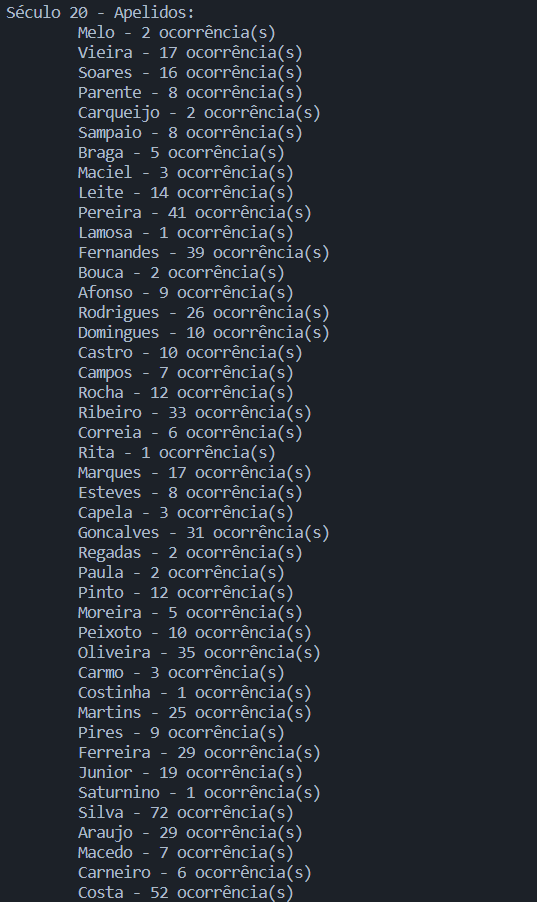 Século 20 - Apelidos:
Melo - 2 ocorrência(s)
Vieira - 17 ocorrência(s)
Soares - 16 ocorrência(s)
Parente - 8 ocorrência(s)
Carqueijo - 2 ocorrência(s)
Sampaio - 8 ocorrência(s)
Braga - 5 ocorrência(s)
Maciel - 3 ocorrência(s)
Leite - 14 ocorrência(s)
Pereira - 41 ocorrência(s)
Lamosa - 1 ocorrência(s)
Fernandes - 39 ocorrência(s)
Bouca - 2 ocorrência(s)
Afonso - 9 ocorrência(s)
Rodrigues - 26 ocorrência(s)
Domingues - 10 ocorrência(s)
Castro - 10 ocorrência(s)
Campos - 7 ocorrência(s)
Rocha - 12 ocorrência(s)
Ribeiro - 33 ocorrência(s)
Correia - 6 ocorrência(s)
Rita - 1 ocorrência(s)
Marques - 17 ocorrência(s)
Esteves - 8 ocorrência(s)
Capela - 3 ocorrência(s)
Goncalves - 31 ocorrência(s)
Regadas - 2 ocorrência(s)
Paula - 2 ocorrência(s)
Pinto - 12 ocorrência(s)
Moreira - 5 ocorrência(s)
Peixoto - 10 ocorrência(s)
Oliveira - 35 ocorrência(s)
Carmo - 3 ocorrência(s)
Costinha - 1 ocorrência(s)
Martins - 25 ocorrência(s)
Pires - 9 ocorrência(s)
Ferreira - 29 ocorrência(s)
Junior - 19 ocorrência(s)
Saturnino - 1 ocorrência(s)
Silva - 72 ocorrência(s)
Araujo - 29 ocorrência(s)
Macedo - 7 ocorrência(s)
Carneiro - 6 ocorrência(s)
Costa - 52 ocorrência(s)